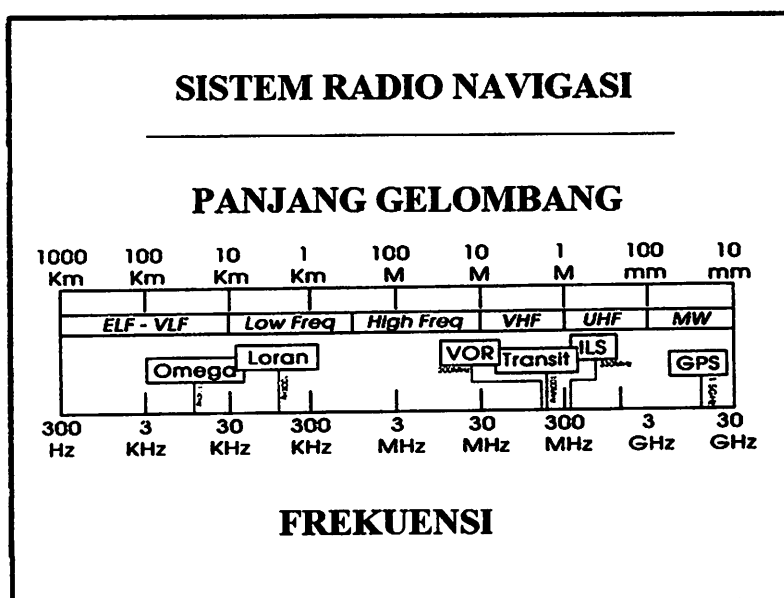 SISTEM RADIO NAVIGASI
PANJANG GELOMBANG
1000 Km 100 Km 10 Km 1 Km 100 M 10 M 1 M 100 mm 10 mm
ELF - VLF Low Freq High Freq VHF UHF MW
Omega Loran VOR Transit ILS GPS
300 Hz 3 KHz 30 KHz 300 KHz 3 MHz 30 MHz 300 MHz 3 GHz 30 GHz
FREKUENSI